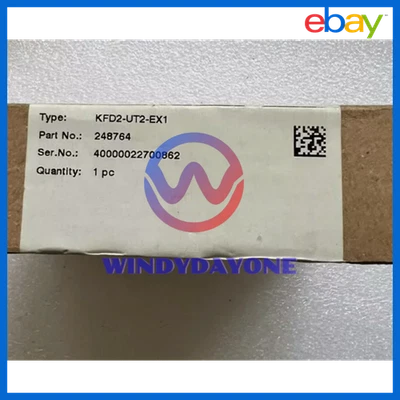 ebay
Type: KFD2-UT2-EX1
Part No.: 248764
Ser.No.: 40000022700862
Quantity: 1 pc
WINDYDAYONE